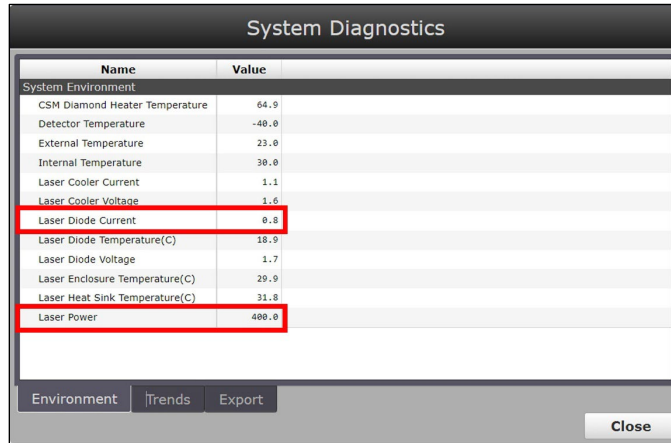 System Diagnostics
Name Value
System Environment
CSM Diamond Heater Temperature 64.9
Detector Temperature -40.0
External Temperature 23.0
Internal Temperature 30.0
Laser Cooler Current 1.1
Laser Cooler Voltage 1.6
Laser Diode Current 0.8
Laser Diode Temperature(C) 18.9
Laser Diode Voltage 1.7
Laser Enclosure Temperature(C) 29.9
Laser Heat Sink Temperature(C) 31.8
Laser Power 400.0
Environment Trends Export
Close